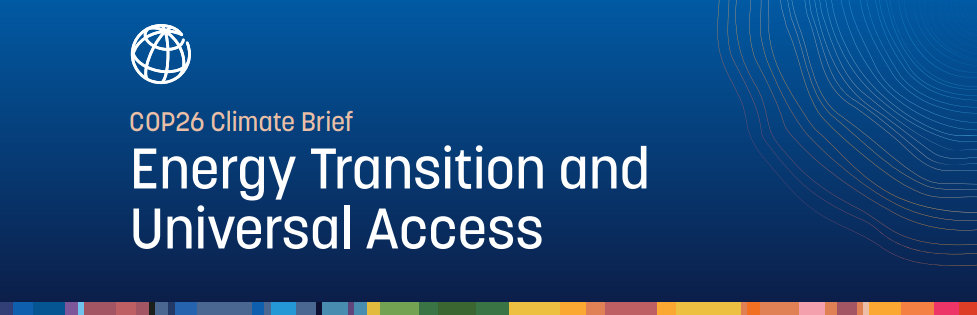 COP26 Climate Brief
Energy Transition and
Universal Access